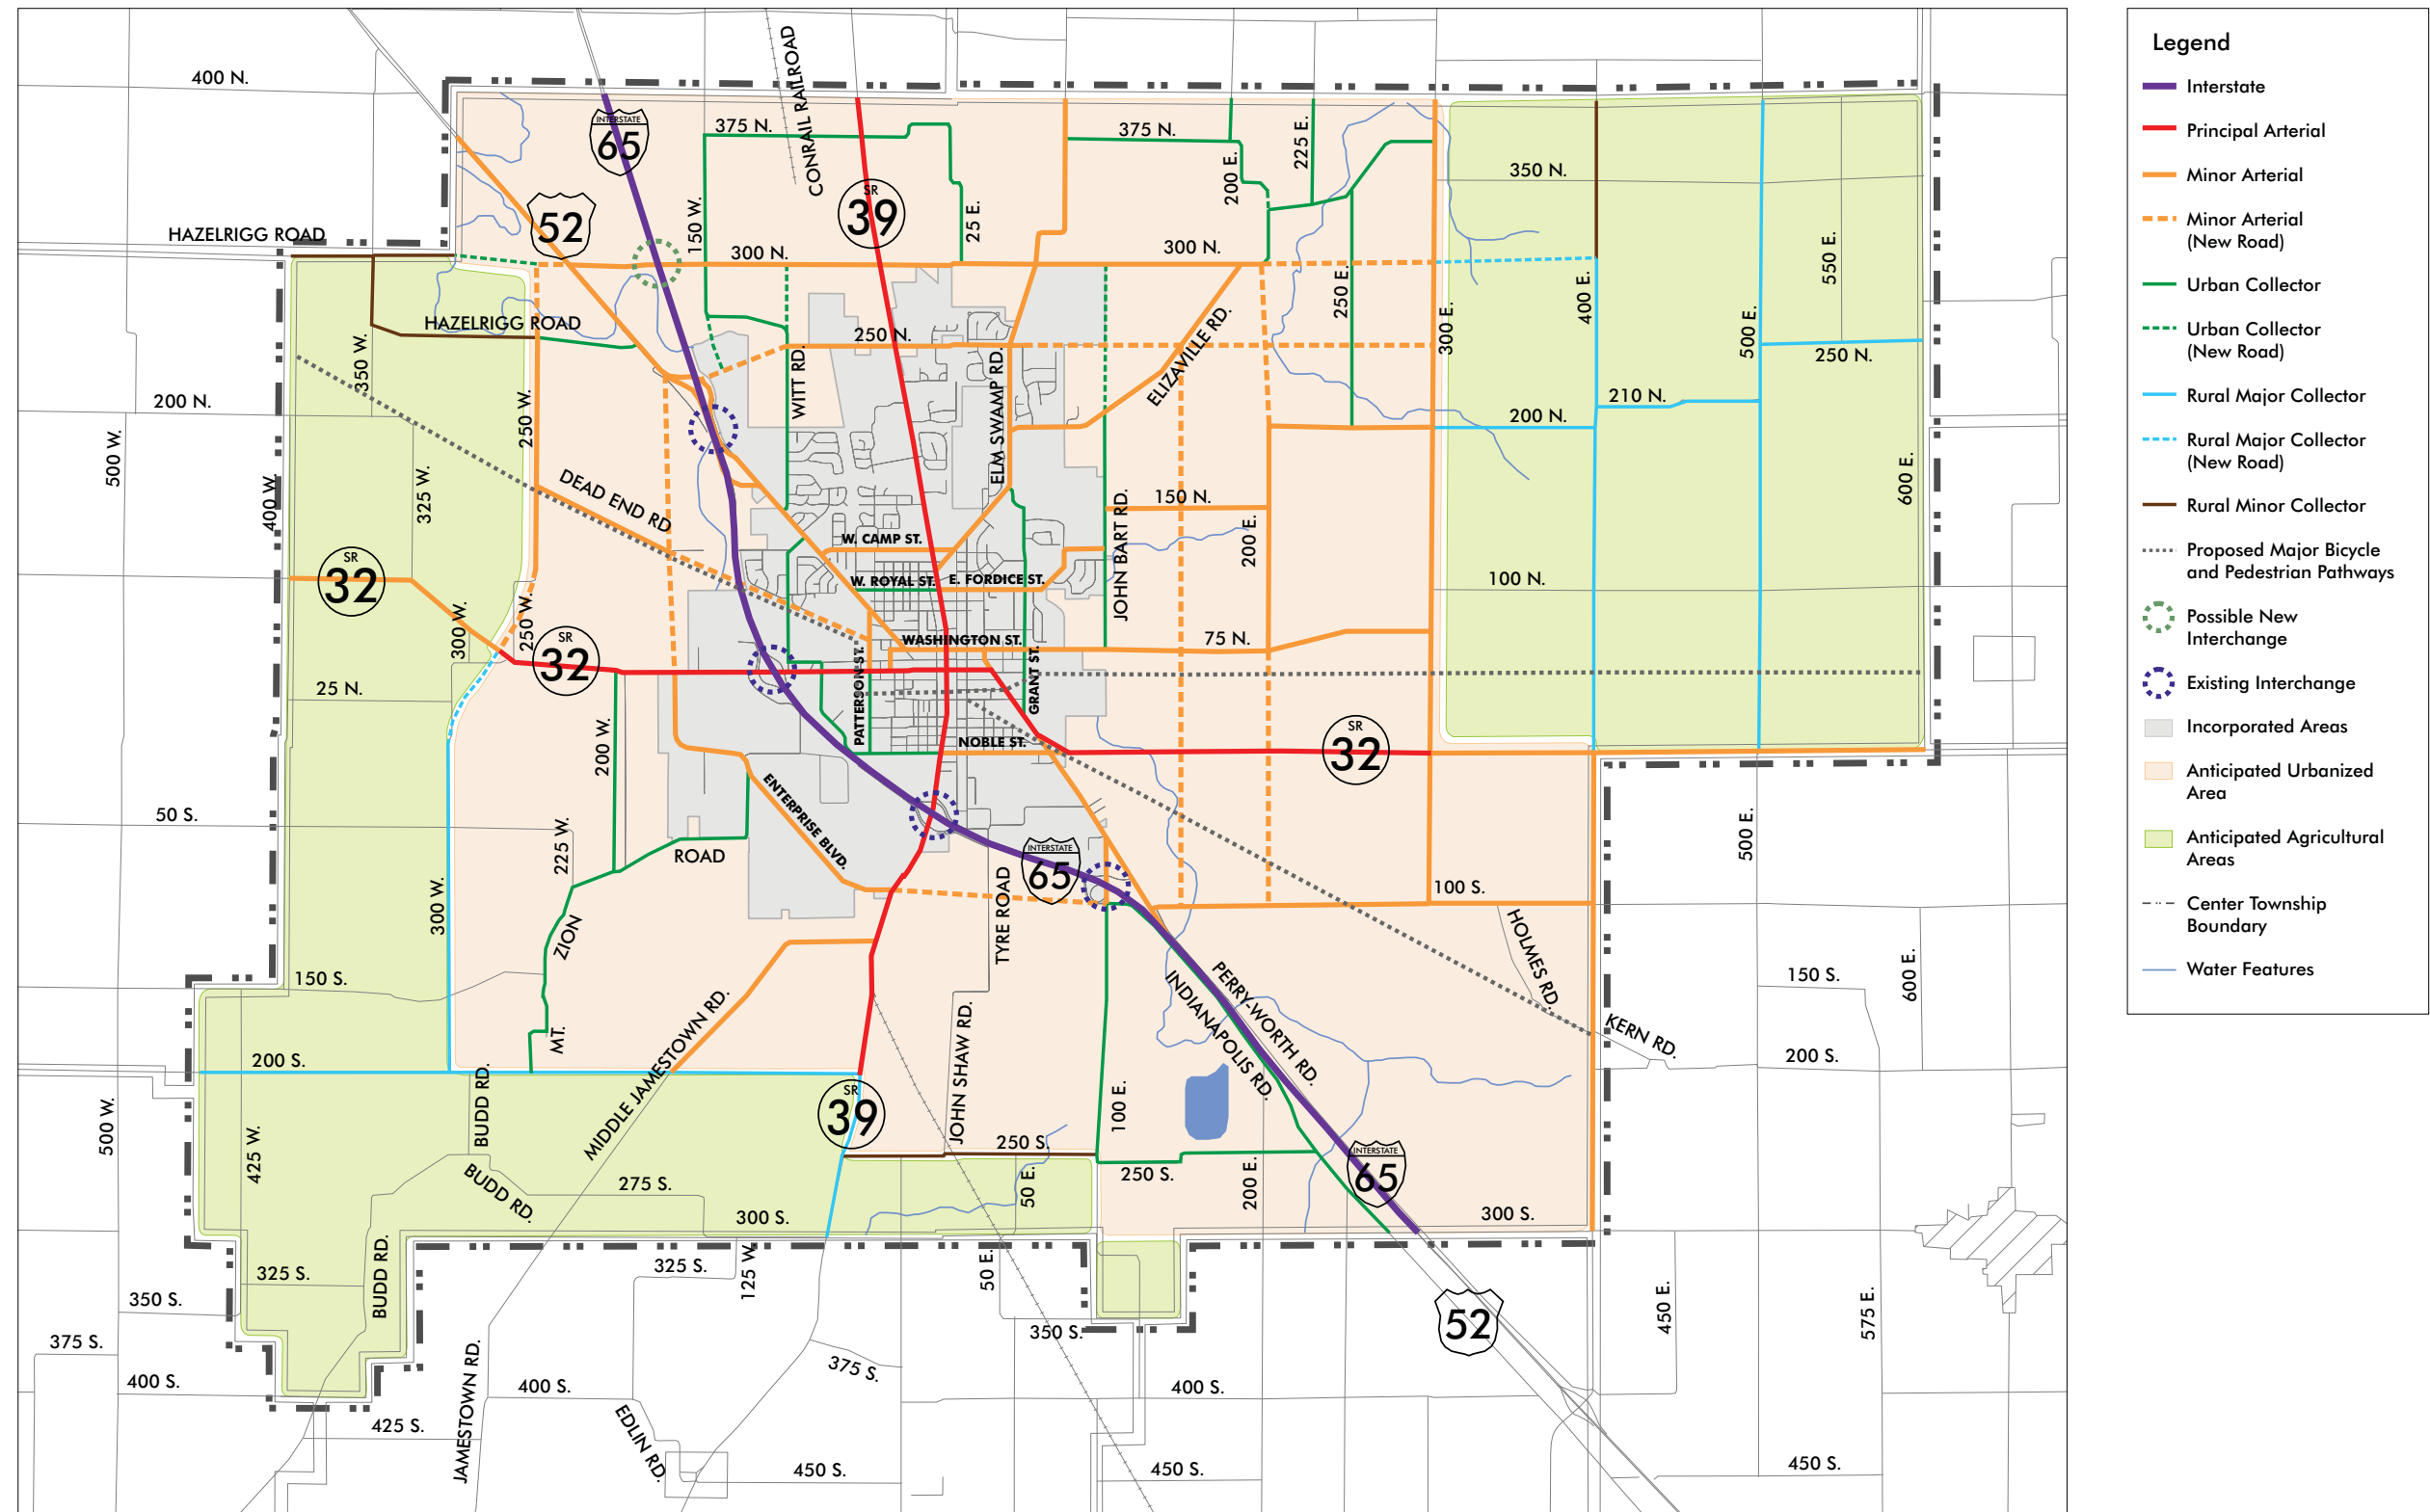 400 N.
INTERSTATE
65
CONRAIL RAILROAD
375 N.
375 N.
225 E.
200 E.
350 N.
52
SR
39
150 W.
25 E.
HAZELRIGG ROAD
300 N.
300 N.
550 E.
250 E.
400 E.
HAZELRIGG ROAD
250 N.
300 E.
500 E.
250 N.
350 W.
WITT RD.
ELM SWAMP RD.
ELIZAVILLE RD.
200 N.
250 W.
210 N.
200 N.
500 W.
400 W.
325 W.
DEAD END RD
150 N.
200 E.
JOHN BART RD.
600 E.
W. CAMP ST.
SR
32
W. ROYAL ST.
E. FORDICE ST.
100 N.
300 W.
250 W.
SR
32
WASHINGTON ST.
75 N.
25 N.
PATTERSON ST.
GRANT ST.
200 W.
NOBLE ST.
SR
32
50 S.
225 W.
ENTERPRISE BLVD.
ROAD
INTERSTATE
65
500 E.
100 S.
300 W.
ZION
TYRE ROAD
HOLMES RD.
150 S.
PERRY-WORTH RD.
INDIANAPOLIS RD.
150 S.
600 E.
MT.
MIDDLE JAMESTOWN RD.
JOHN SHAW RD.
KERN RD.
200 S.
200 S.
500 W.
425 W.
BUDD RD.
SR
39
100 E.
250 S.
250 S.
200 E.
INTERSTATE
65
BUDD RD.
275 S.
50 E.
300 S.
300 S.
325 S.
BUDD RD.
325 S.
125 W.
50 E.
350 S.
350 S.
52
450 E.
575 E.
375 S.
375 S.
400 S.
JAMESTOWN RD.
400 S.
400 S.
425 S.
EDLIN RD.
450 S.
450 S.
450 S.
Legend
Interstate
Principal Arterial
Minor Arterial
Minor Arterial
(New Road)
Urban Collector
Urban Collector
(New Road)
Rural Major Collector
Rural Major Collector
(New Road)
Rural Minor Collector
Proposed Major Bicycle
and Pedestrian Pathways
Possible New
Interchange
Existing Interchange
Incorporated Areas
Anticipated Urbanized
Area
Anticipated Agricultural
Areas
Center Township
Boundary
Water Features